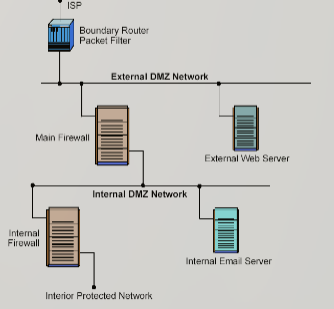 ISP
Boundary Router
Packet Filter
External DMZ Network
Main Firewall
External Web Server
Internal DMZ Network
Internal
Firewall
Internal Email Server
Interior Protected Network